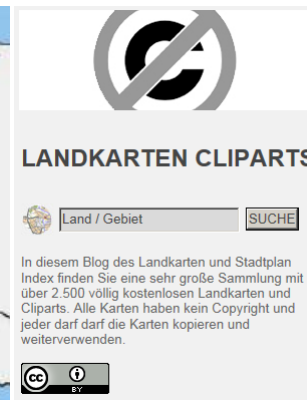 LANDKARTEN CLIPARTS
Land / Gebiet
SUCHE
In diesem Blog des Landkarten und Stadtplan
Index finden Sie eine sehr große Sammlung mit
über 2.500 völlig kostenlosen Landkarten und
Cliparts. Alle Karten haben kein Copyright und
jeder darf darf die Karten kopieren und
weiterverwenden.
cc
BY